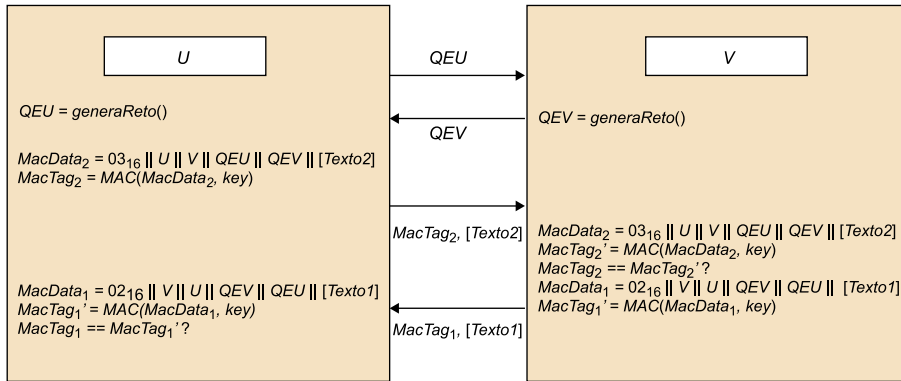 U
QEU = generaReto()
MacData2 = 0316 || U || V || QEU || QEV || [Texto2]
MacTag2 = MAC(MacData2, key)
MacData1 = 0216 || V || U || QEV || QEU || [Texto1]
MacTag1' = MAC(MacData1, key)
MacTag1 == MacTag1'?
QEU
QEV
MacTag2, [Texto2]
MacTag1, [Texto1]
V
QEV = generaReto()
MacData2 = 0316 || U || V || QEU || QEV || [Texto2]
MacTag2' = MAC(MacData2, key)
MacTag2 == MacTag2'?
MacData1 = 0216 || V || U || QEV || QEU || [Texto1]
MacTag1' = MAC(MacData1, key)